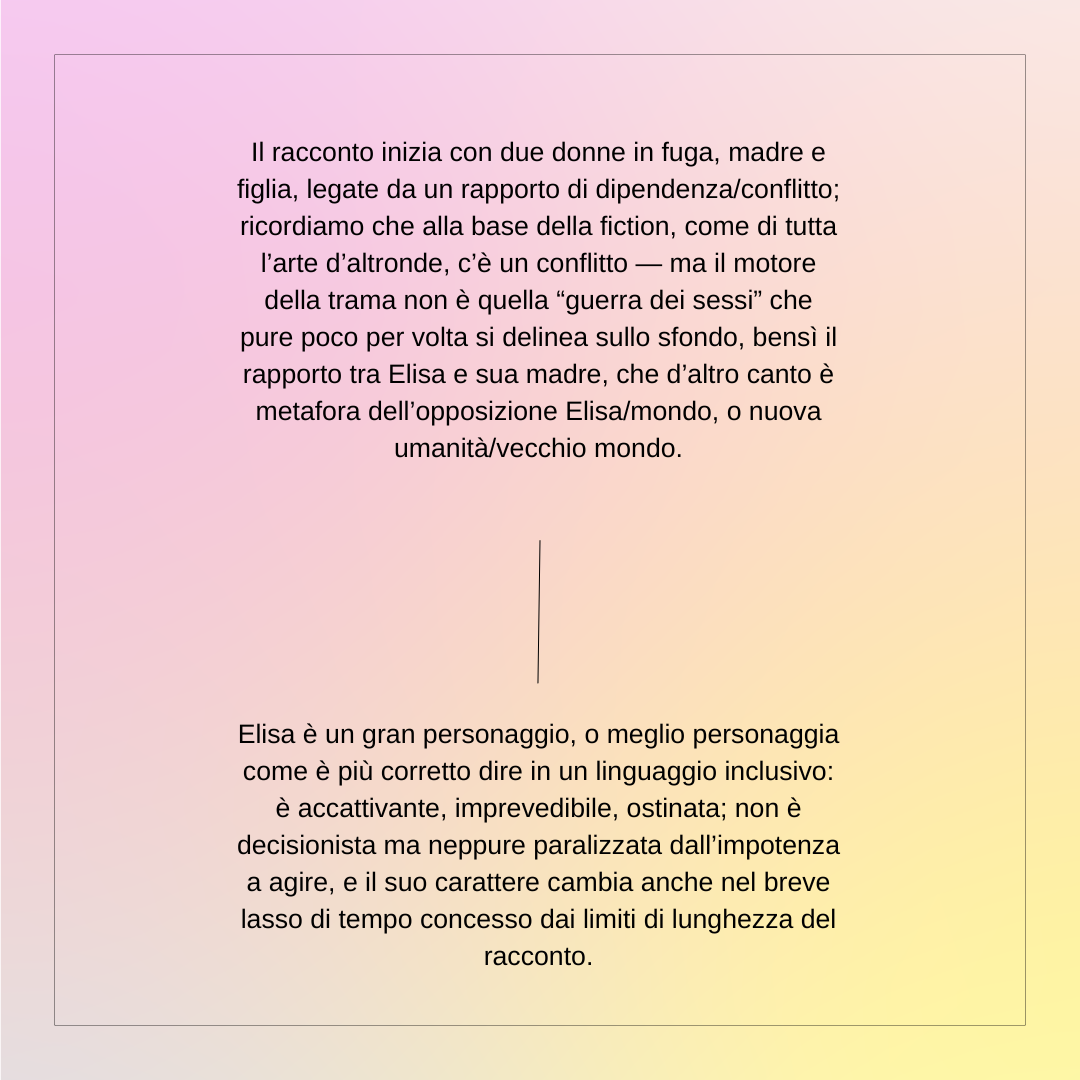 Il racconto inizia con due donne in fuga, madre e
figlia, legate da un rapporto di dipendenza/conflitto;
ricordiamo che alla base della fiction, come di tutta
l’arte d’altronde, c’è un conflitto — ma il motore
della trama non è quella “guerra dei sessi” che
pure poco per volta si delinea sullo sfondo, bensì il
rapporto tra Elisa e sua madre, che d’altro canto è
metafora dell’opposizione Elisa/mondo, o nuova
umanità/vecchio mondo.
Elisa è un gran personaggio, o meglio personaggia
come è più corretto dire in un linguaggio inclusivo:
è accattivante, imprevedibile, ostinata; non è
decisionista ma neppure paralizzata dall’impotenza
a agire, e il suo carattere cambia anche nel breve
lasso di tempo concesso dai limiti di lunghezza del
racconto.